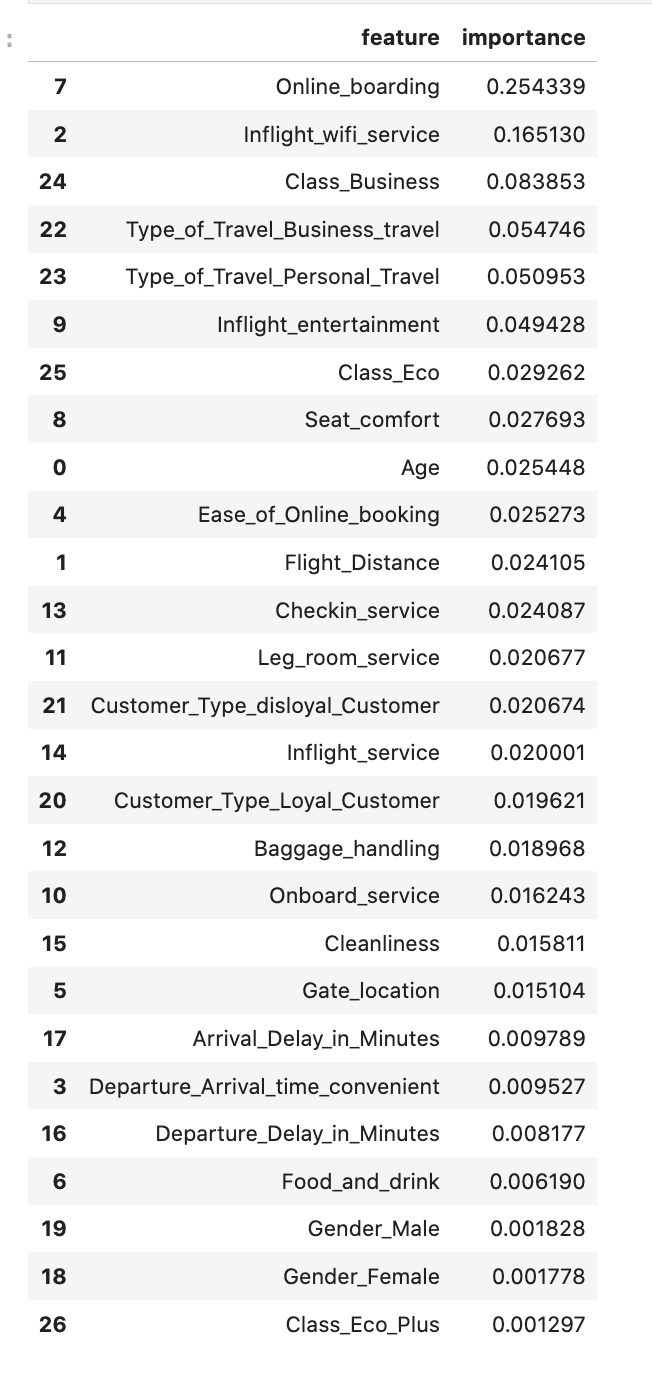 :
feature importance
7 Online_boarding 0.254339
2 Inflight_wifi_service 0.165130
24 Class_Business 0.083853
22 Type_of_Travel_Business_travel 0.054746
23 Type_of_Travel_Personal_Travel 0.050953
9 Inflight_entertainment 0.049428
25 Class_Eco 0.029262
8 Seat_comfort 0.027693
0 Age 0.025448
4 Ease_of_Online_booking 0.025273
1 Flight_Distance 0.024105
13 Checkin_service 0.024087
11 Leg_room_service 0.020677
21 Customer_Type_disloyal_Customer 0.020674
14 Inflight_service 0.020001
20 Customer_Type_Loyal_Customer 0.019621
12 Baggage_handling 0.018968
10 Onboard_service 0.016243
15 Cleanliness 0.015811
5 Gate_location 0.015104
17 Arrival_Delay_in_Minutes 0.009789
3 Departure_Arrival_time_convenient 0.009527
16 Departure_Delay_in_Minutes 0.008177
6 Food_and_drink 0.006190
19 Gender_Male 0.001828
18 Gender_Female 0.001778
26 Class_Eco_Plus 0.001297